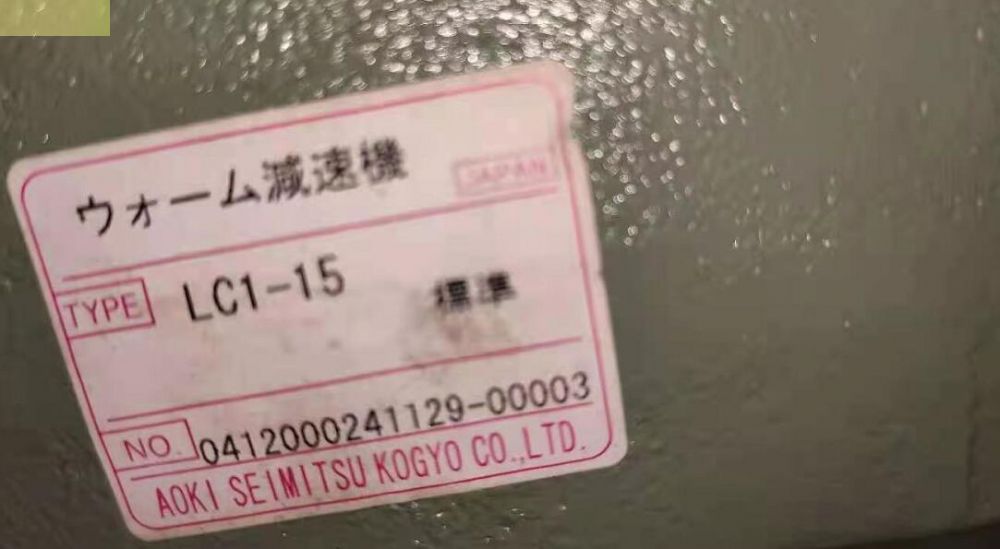 ウォーム減速機 JAPAN
TYPE LC1-15 標準
NO. 0412000241129-00003
AOKI SEIMITSU KOGYO CO.,LTD.